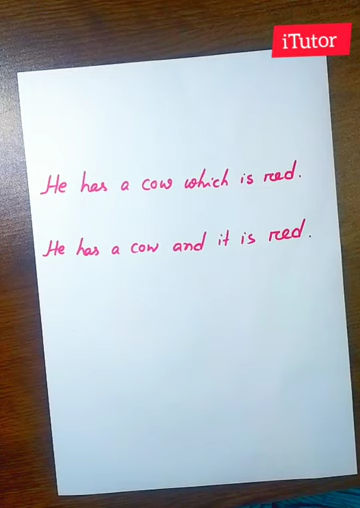 iTutor
He has a cow which is red.
He has a cow and it is red.